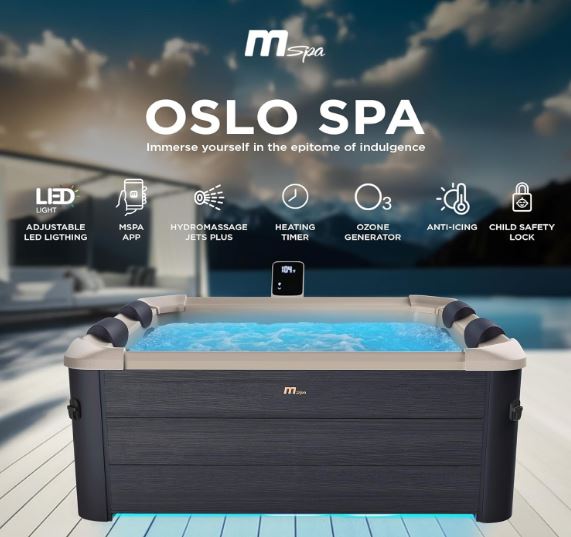 mspa
OSLO SPA
Immerse yourself in the epitome of indulgence
LED
LIGHT
O3
ADJUSTABLE
LED LIGTHING
MSPA
APP
HYDROMASSAGE
JETS PLUS
HEATING
TIMER
OZONE
GENERATOR
ANTI-ICING
CHILD SAFETY
LOCK
104
mspa